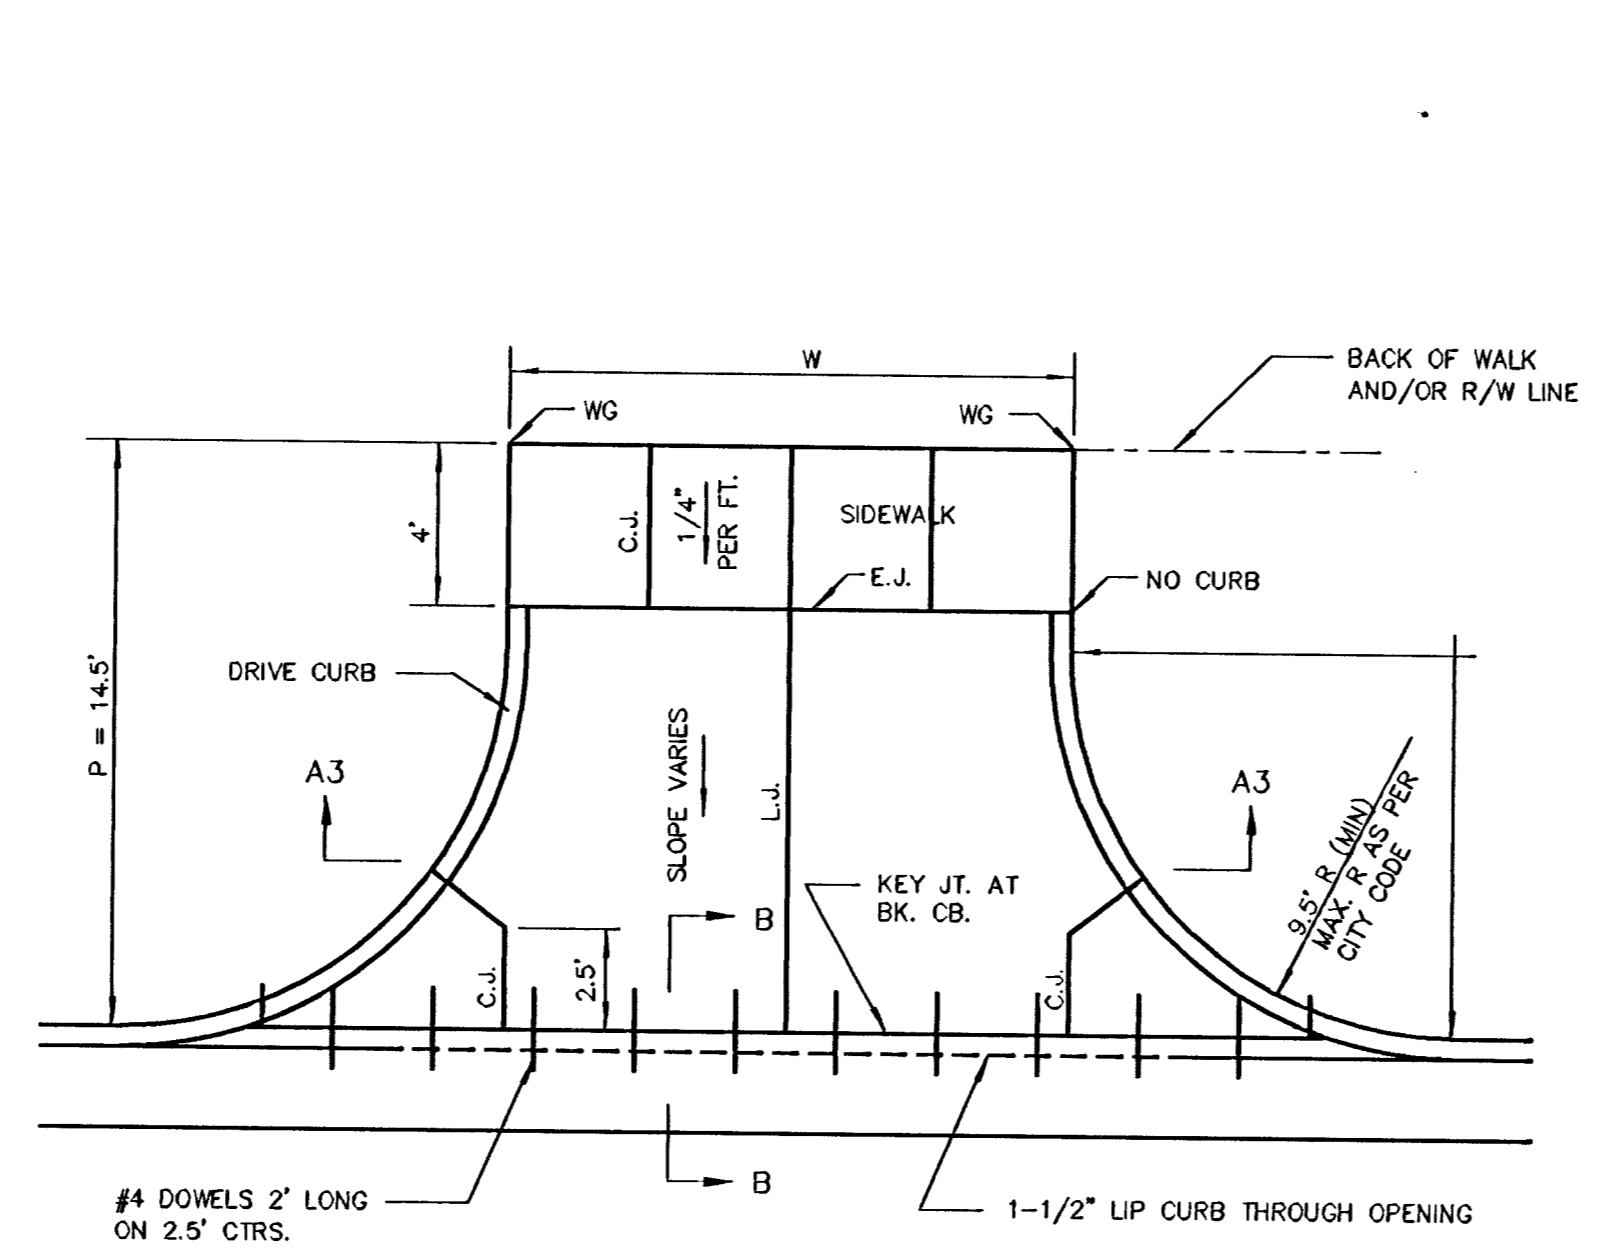 W
BACK OF WALK
AND/OR R/W LINE
WG
WG
4'
C.J.
1/4"
PER FT.
SIDEWALK
E.J.
NO CURB
P = 14.5'
DRIVE CURB
SLOPE VARIES
L.J.
A3
A3
9.5' R (MIN)
MAX. R AS PER
CITY CODE
KEY JT. AT
BK. CB.
B
C.J.
2.5'
C.J.
B
#4 DOWELS 2' LONG
ON 2.5' CTRS.
1-1/2" LIP CURB THROUGH OPENING